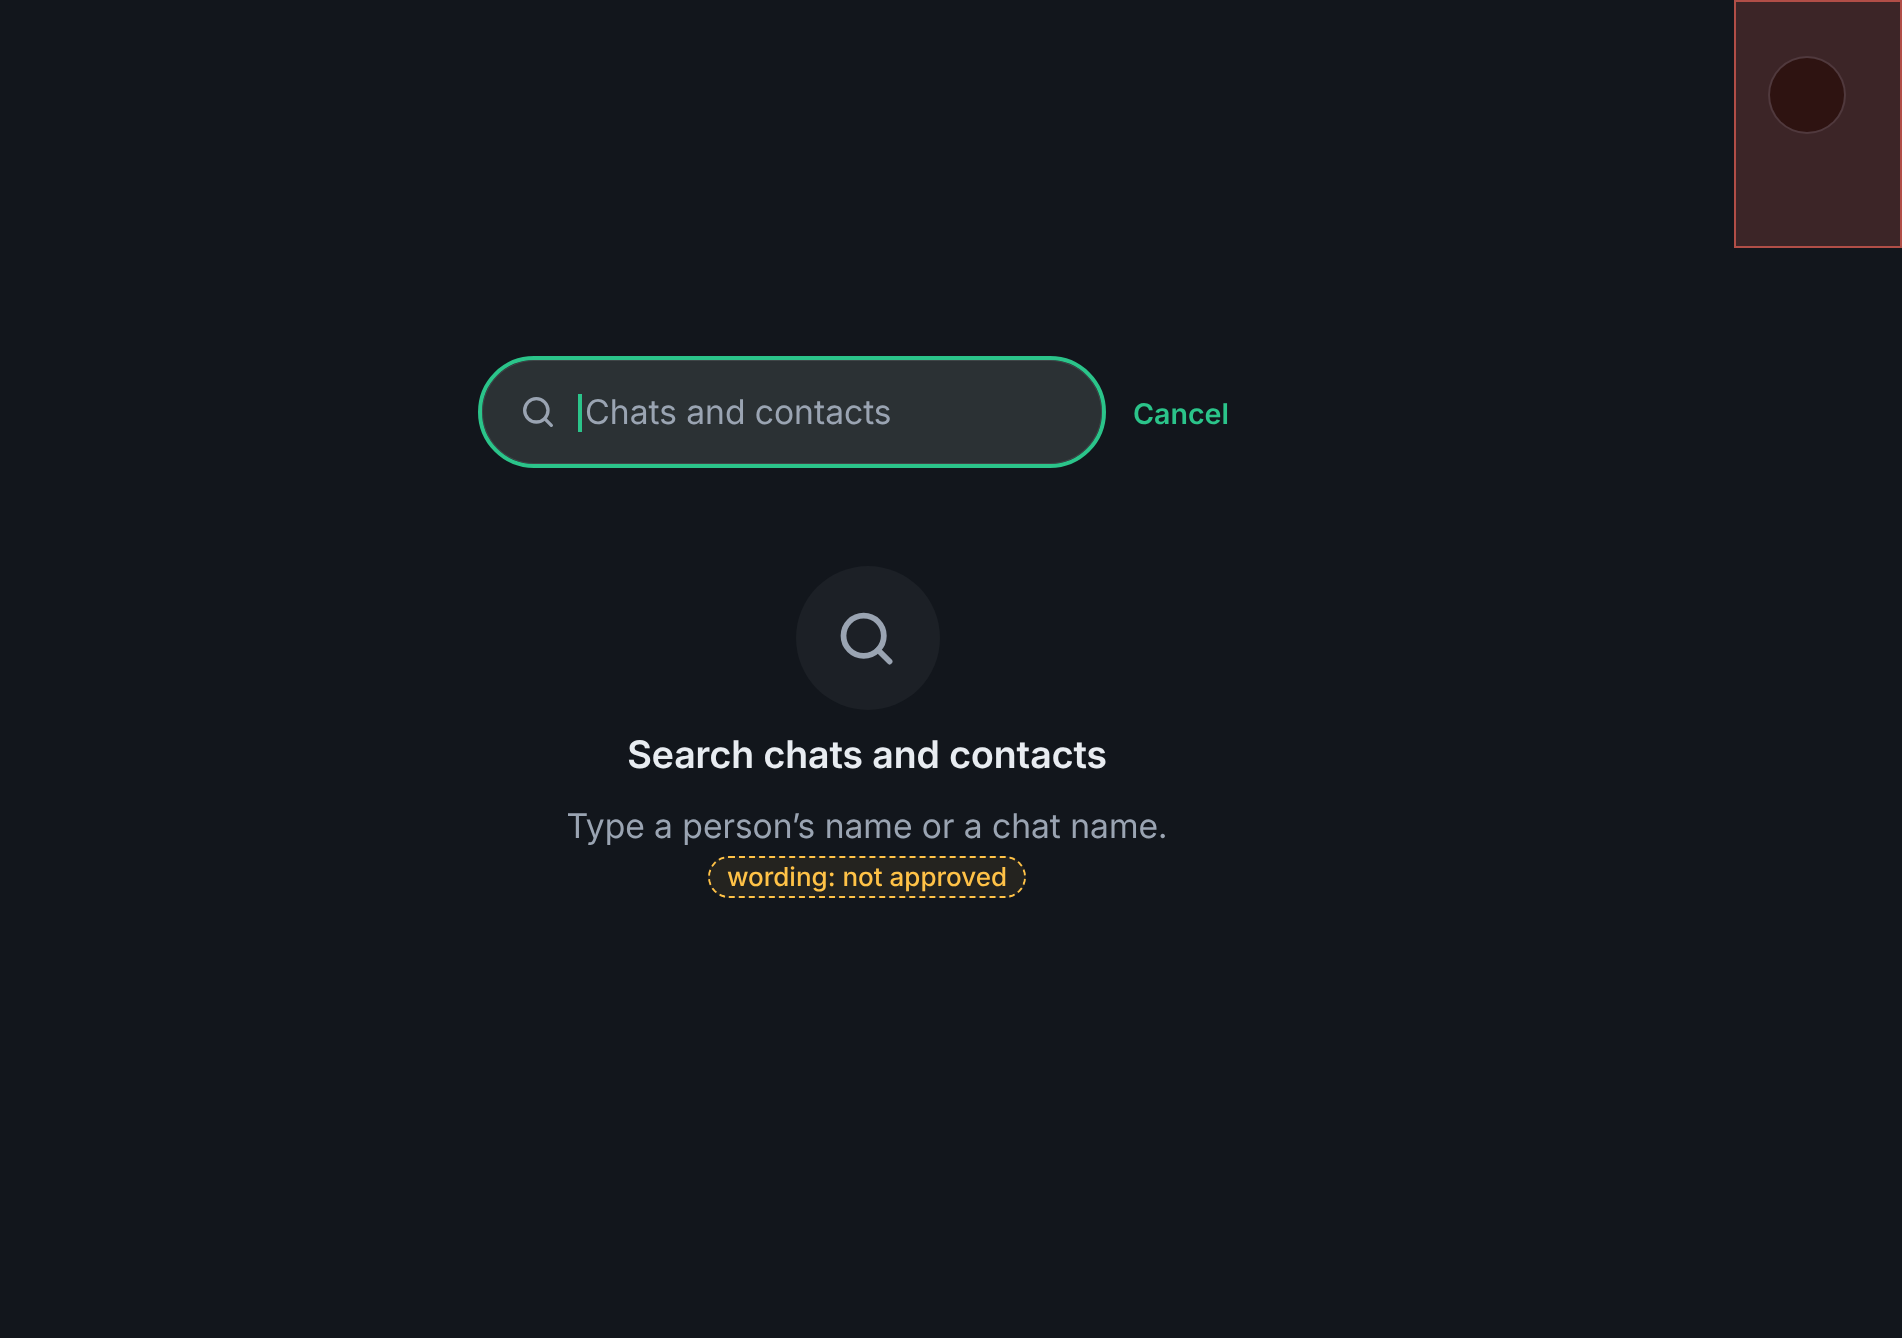 Chats and contacts
Cancel
Search chats and contacts
Type a person’s name or a chat name.
wording: not approved